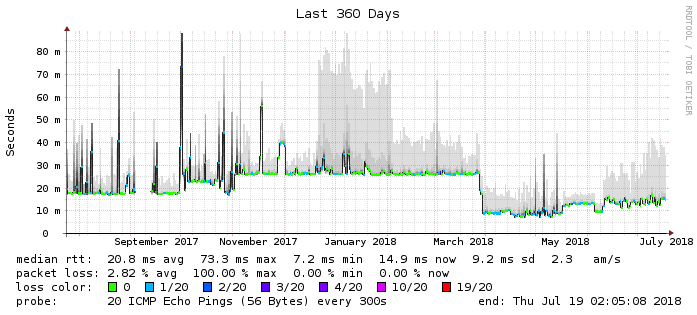 Last 360 Days
RRDTOOL / TOBI OETIKER
Seconds
80 m
70 m
60 m
50 m
40 m
30 m
20 m
10 m
0
September 2017 November 2017 January 2018 March 2018 May 2018 July 2018
median rtt: 20.8 ms avg 73.3 ms max 7.2 ms min 14.9 ms now 9.2 ms sd 2.3 am/s
packet loss: 2.82 % avg 100.00 % max 0.00 % min 0.00 % now
loss color: 0 1/20 2/20 3/20 4/20 10/20 19/20
probe: 20 ICMP Echo Pings (56 Bytes) every 300s end: Thu Jul 19 02:05:08 2018